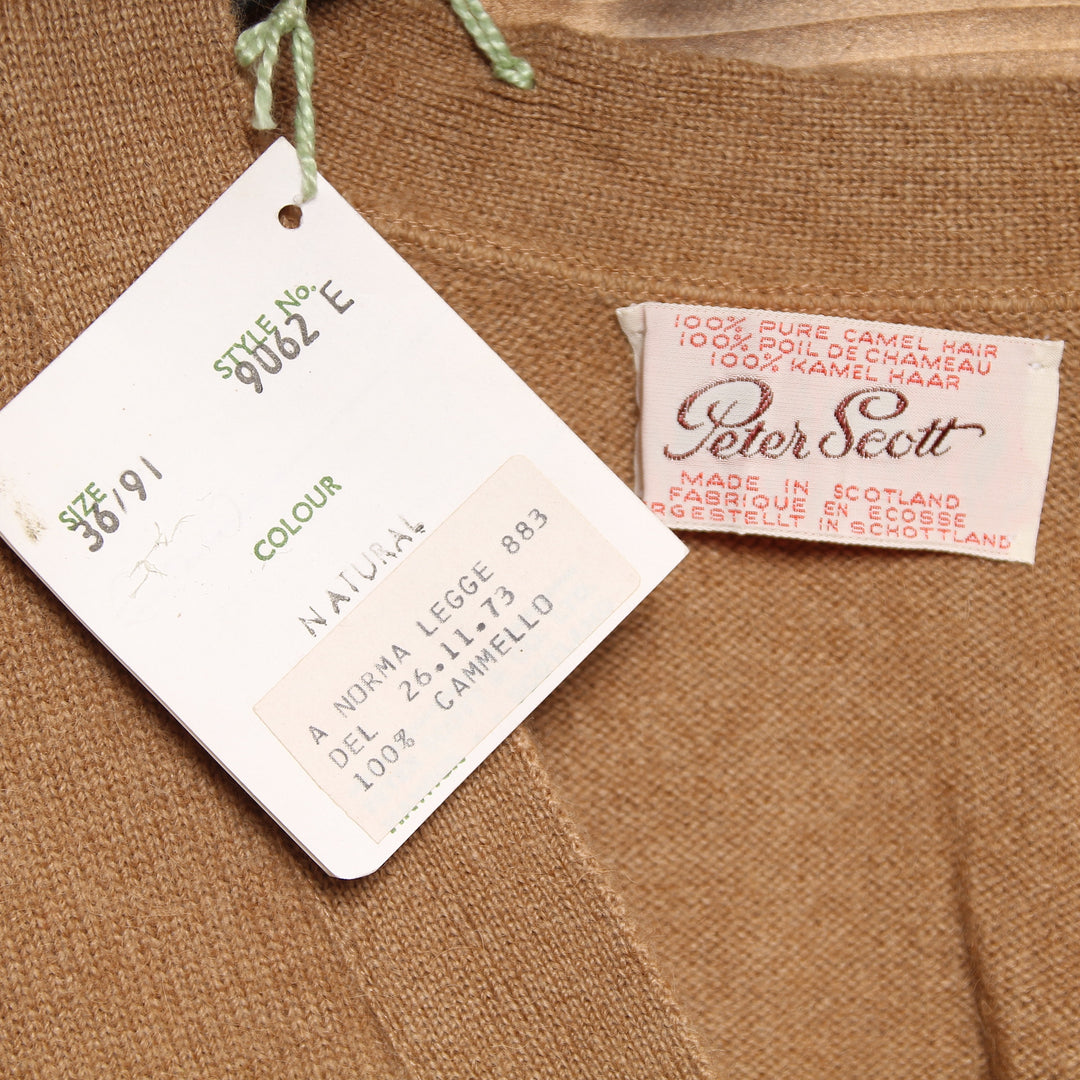 STYLE No.
9062 E
SIZE
36/91
COLOUR
NATURAL
A NORMA LEGGE 883
DEL 26.11.73
100% CAMMELLO
100% PURE CAMEL HAIR
100% POIL DE CHAMEAU
100% KAMEL HAAR
Peter Scott
MADE IN SCOTLAND
FABRIQUE EN ECOSSE
RGESTELLT IN SCHOTTLAND